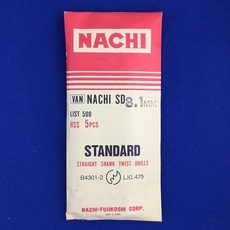 NACHI
VAN NACHI SD 8.1MM
LIST 500
HSS 5PCS
STANDARD
STRAIGHT SHANK TWIST DRILLS
B4301-2 LIC. 475
NACHI-FUJIKOSHI CORP.